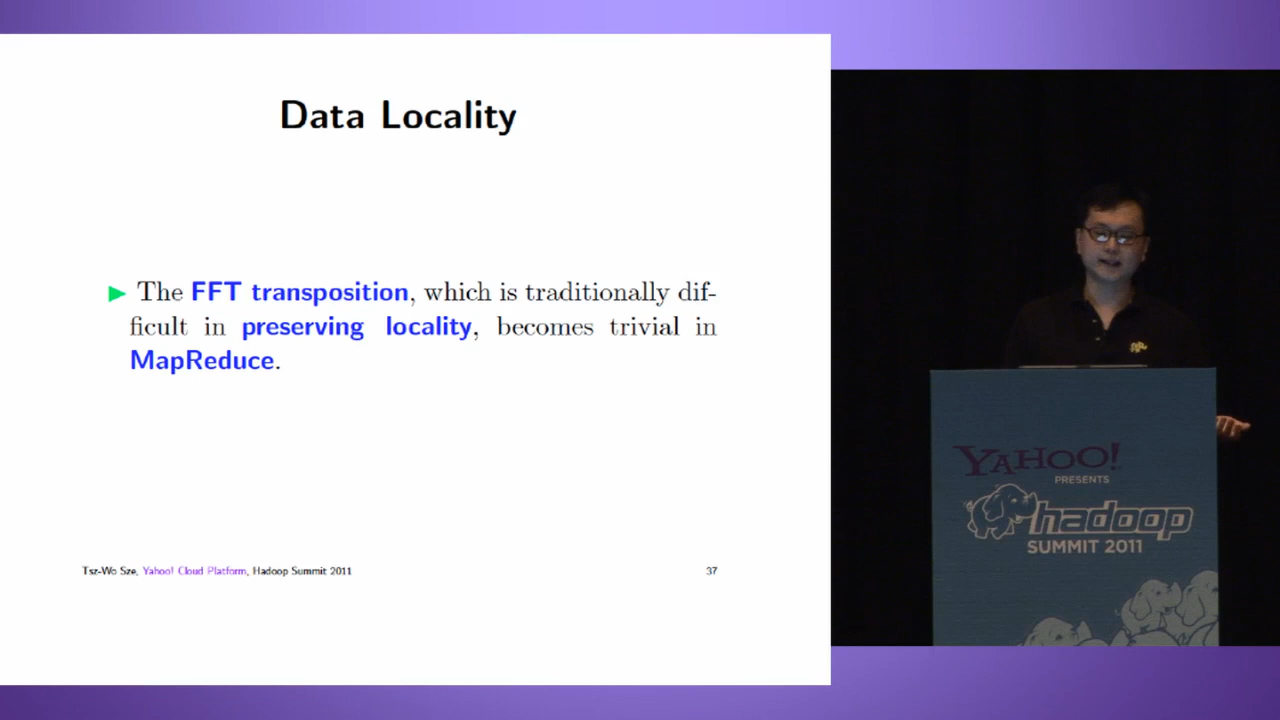 Data Locality
▶ The FFT transposition, which is traditionally dif-
ficult in preserving locality, becomes trivial in
MapReduce.
Tsz-Wo Sze, Yahoo! Cloud Platform, Hadoop Summit 2011
37
YAHOO!
PRESENTS
hadoop
SUMMIT 2011